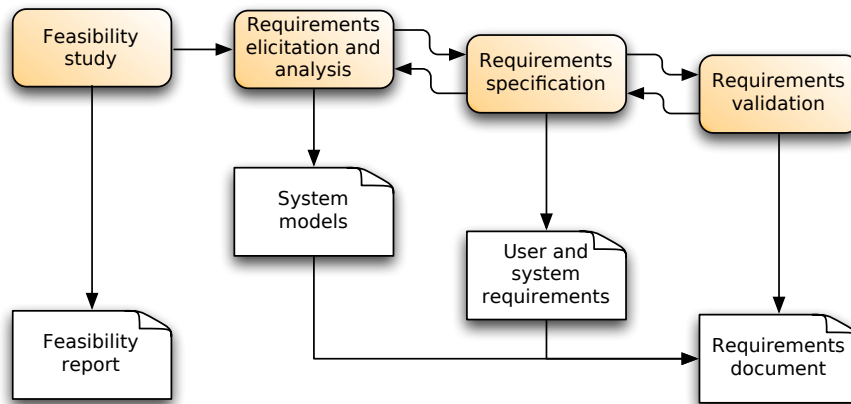 Feasibility
study
Requirements
elicitation and
analysis
Requirements
specification
Requirements
validation
System
models
User and
system
requirements
Feasibility
report
Requirements
document